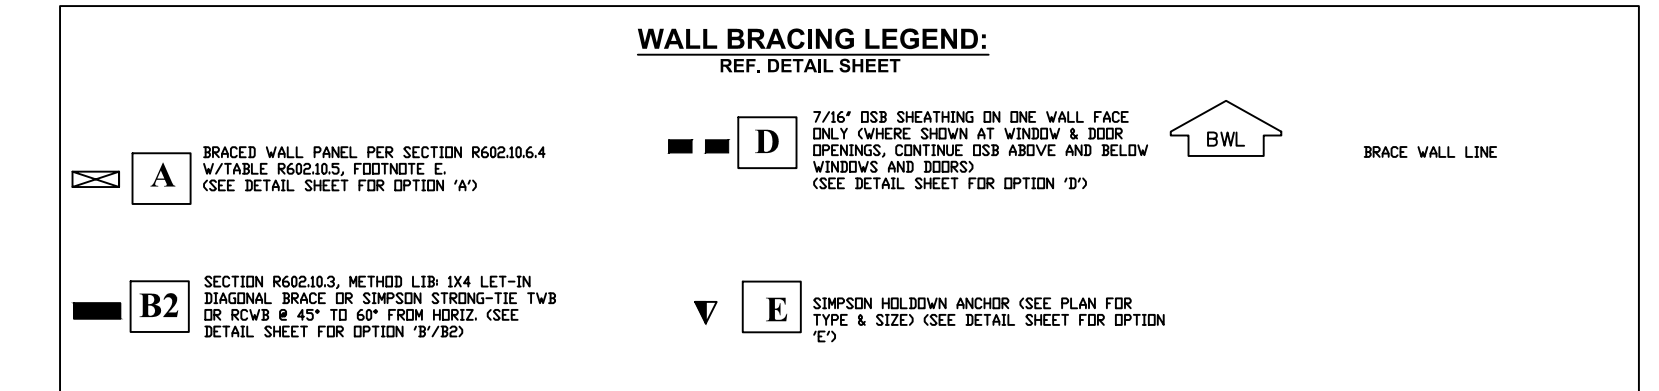 WALL BRACING LEGEND:
REF. DETAIL SHEET
A
BRACED WALL PANEL PER SECTION R602.10.6.4
W/TABLE R602.10.5, FOOTNOTE E.
(SEE DETAIL SHEET FOR OPTION 'A')
B2
SECTION R602.10.3, METHOD LIB: 1X4 LET-IN
DIAGONAL BRACE OR SIMPSON STRONG-TIE TWB
OR RCWB @ 45° TO 60° FROM HORIZ. (SEE
DETAIL SHEET FOR OPTION 'B'/B2)
D
7/16" OSB SHEATHING ON ONE WALL FACE
ONLY (WHERE SHOWN AT WINDOW & DOOR
OPENINGS, CONTINUE OSB ABOVE AND BELOW
WINDOWS AND DOORS)
(SEE DETAIL SHEET FOR OPTION 'D')
E
SIMPSON HOLDOWN ANCHOR (SEE PLAN FOR
TYPE & SIZE) (SEE DETAIL SHEET FOR OPTION
'E')
BWL
BRACE WALL LINE